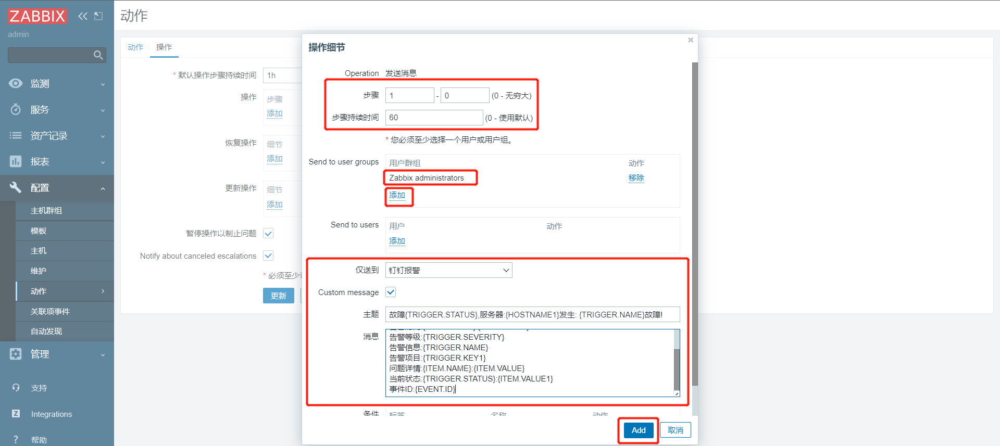 ZABBIX
admin
监测
服务
资产记录
报表
配置
主机群组
模板
主机
维护
动作
关联项事件
自动发现
管理
支持
Integrations
帮助
动作
动作 操作
* 默认操作步骤持续时间 1h
操作 步骤
添加
恢复操作 细节
添加
更新操作 细节
添加
暂停操作以制止问题
Notify about canceled escalations
* 必须至少
更新
操作细节
Operation 发送消息
步骤 1 - 0 (0 - 无穷大)
步骤持续时间 60 (0 - 使用默认)
* 您必须至少选择一个用户或用户组。
Send to user groups 用户群组 动作
Zabbix administrators 移除
添加
Send to users 用户 动作
添加
仅送到 钉钉报警
Custom message
主题 故障{TRIGGER.STATUS},服务器:{HOSTNAME1}发生: {TRIGGER.NAME}故障!
消息
告警等级:{TRIGGER.SEVERITY}
告警信息:{TRIGGER.NAME}
告警项目:{TRIGGER.KEY1}
问题详情:{ITEM.NAME}:{ITEM.VALUE}
当前状态:{TRIGGER.STATUS}:{ITEM.VALUE1}
事件ID:{EVENT.ID}
条件 标签 名称 动作
Add 取消